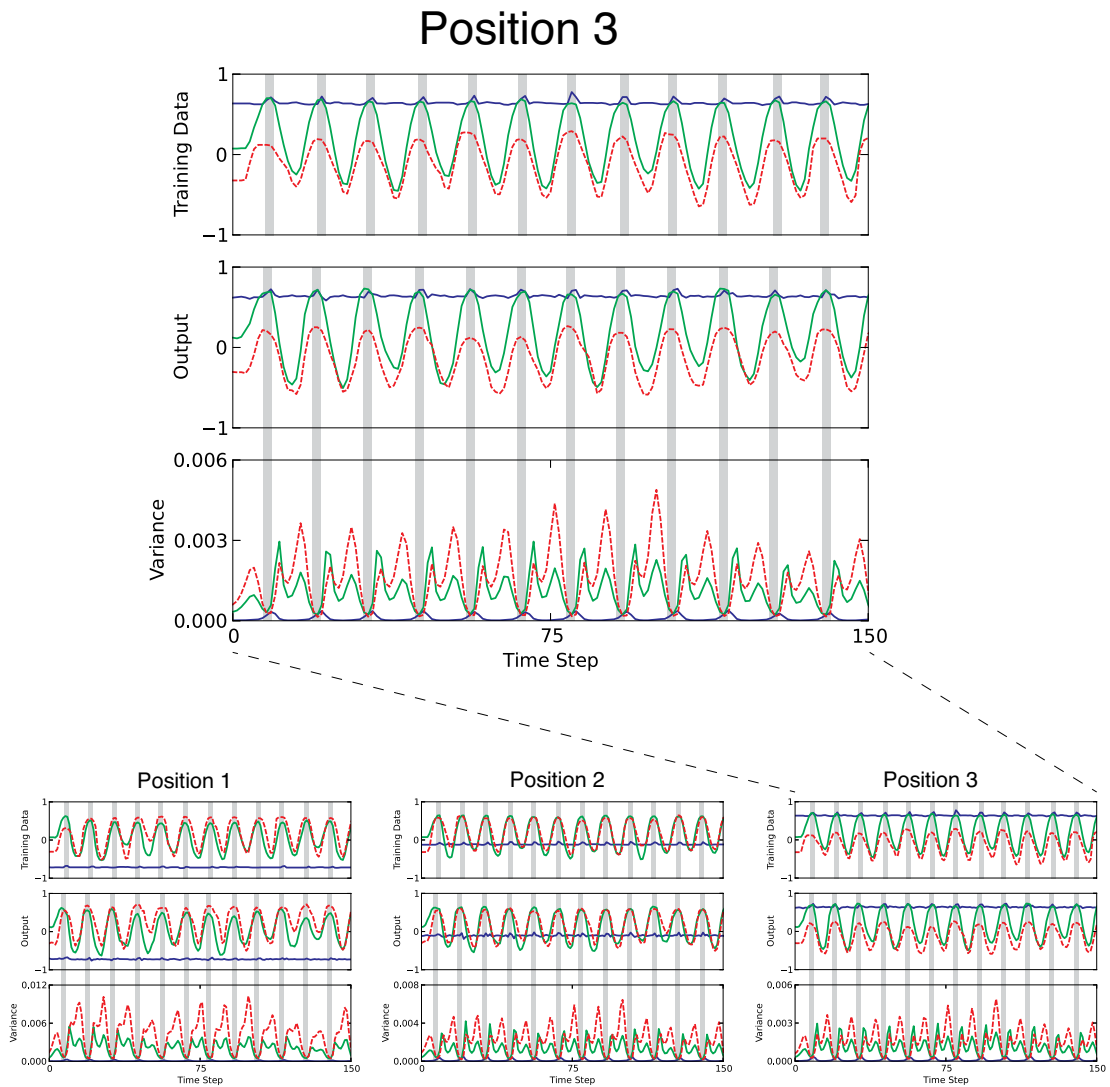 Position 3
1
Training Data
0
−1
1
Output
0
−1
0.006
Variance
0.003
0.000
0 75 150
Time Step
Position 1 Position 2 Position 3
1 1 1
Training Data Training Data Training Data
0 0 0
−1 −1 −1
1 1 1
Output Output Output
0 0 0
−1 −1 −1
0.012 0.008 0.006
Variance Variance Variance
0.006 0.004 0.003
0.000 0.000 0.000
0 75 150 0 75 150 0 75 150
Time Step Time Step Time Step